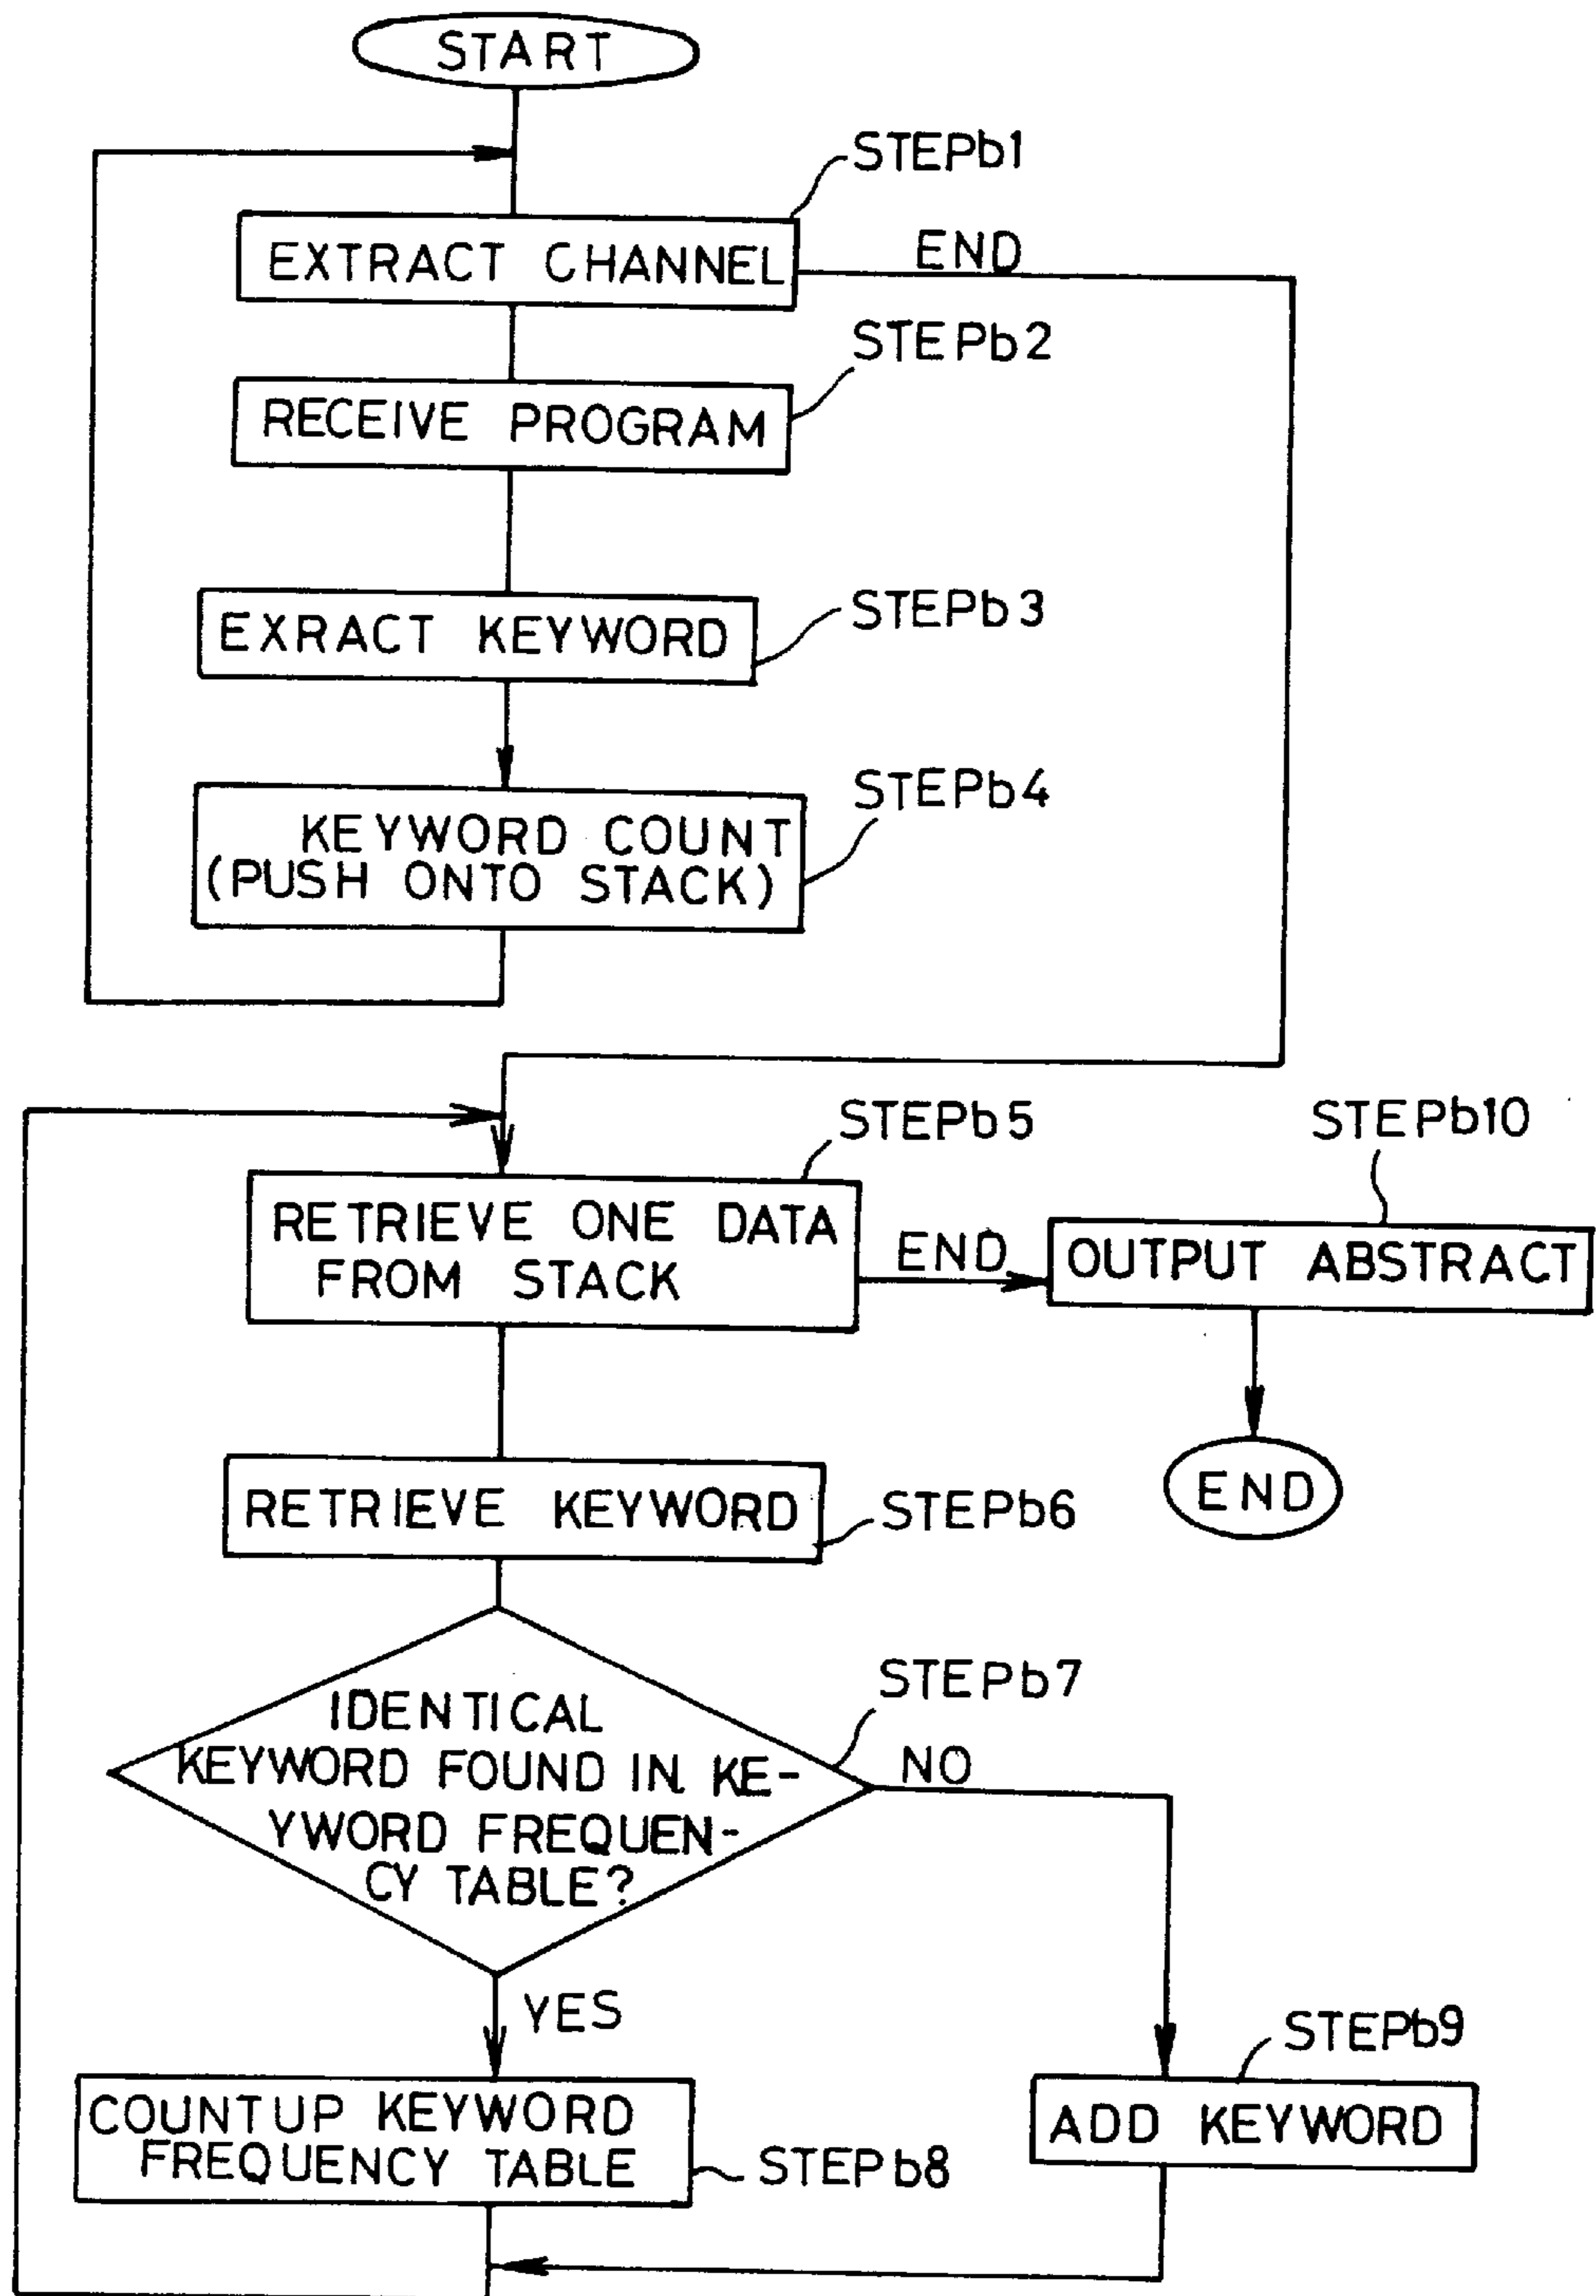 START
STEPb1
EXTRACT CHANNEL
END
STEPb2
RECEIVE PROGRAM
STEPb3
EXRACT KEYWORD
STEPb4
KEYWORD COUNT
(PUSH ONTO STACK)
STEPb5
STEPb10
RETRIEVE ONE DATA
FROM STACK
END
OUTPUT ABSTRACT
RETRIEVE KEYWORD
STEPb6
END
STEPb7
IDENTICAL
KEYWORD FOUND IN KE-
YWORD FREQUEN-
CY TABLE?
NO
YES
STEPb9
COUNTUP KEYWORD
FREQUENCY TABLE
STEPb8
ADD KEYWORD